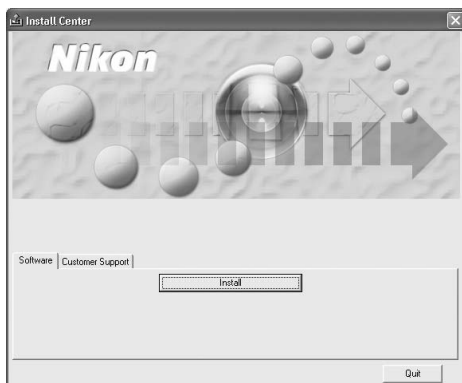 Install Center
Nikon
Software Customer Support
Install
Quit